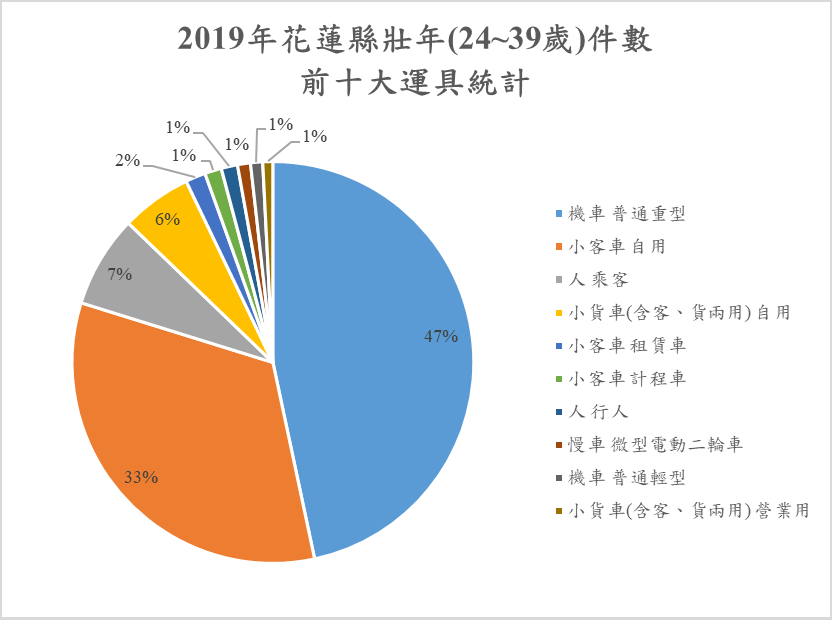 2019年花蓮縣壯年(24~39歲)件數
前十大運具統計
47%
33%
7%
6%
2%
1%
1%
1%
1%
1%
機車 普通重型
小客車 自用
人 乘客
小貨車(含客、貨兩用) 自用
小客車 租賃車
小客車 計程車
人 行人
慢車 微型電動二輪車
機車 普通輕型
小貨車(含客、貨兩用) 營業用